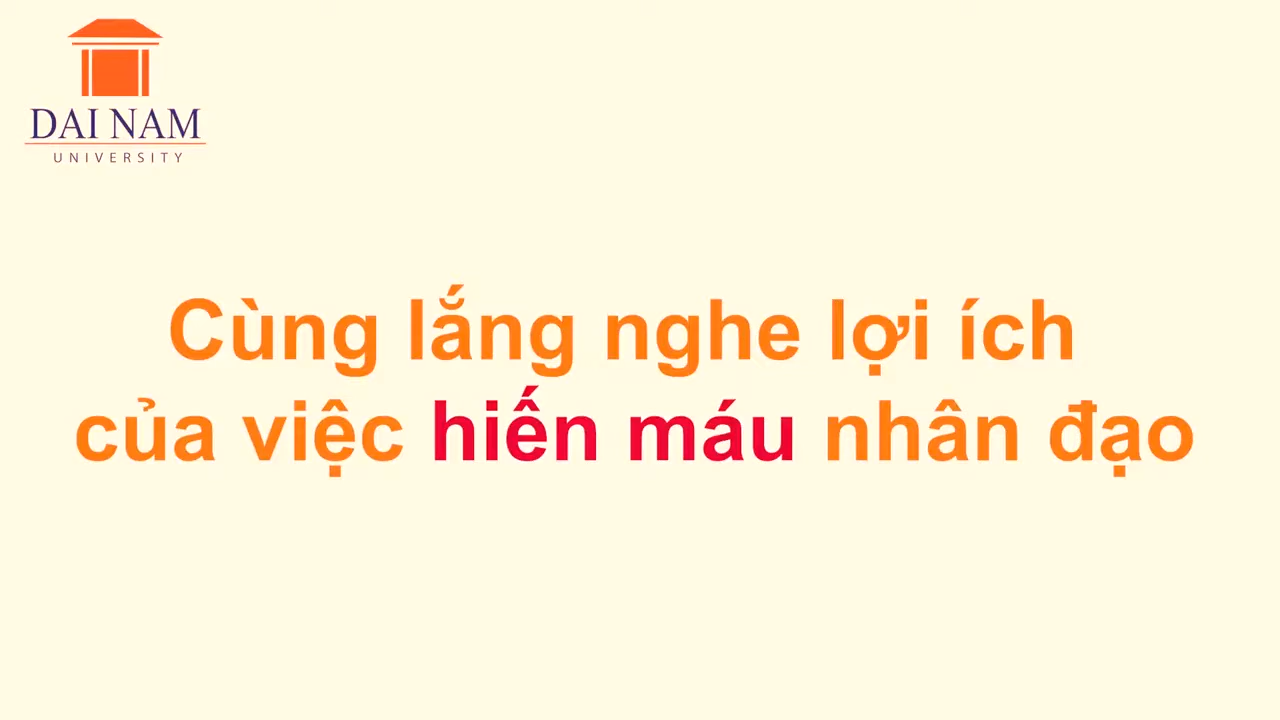 DAI NAM
UNIVERSITY
Cùng lắng nghe lợi ích
của việc hiến máu nhân đạo